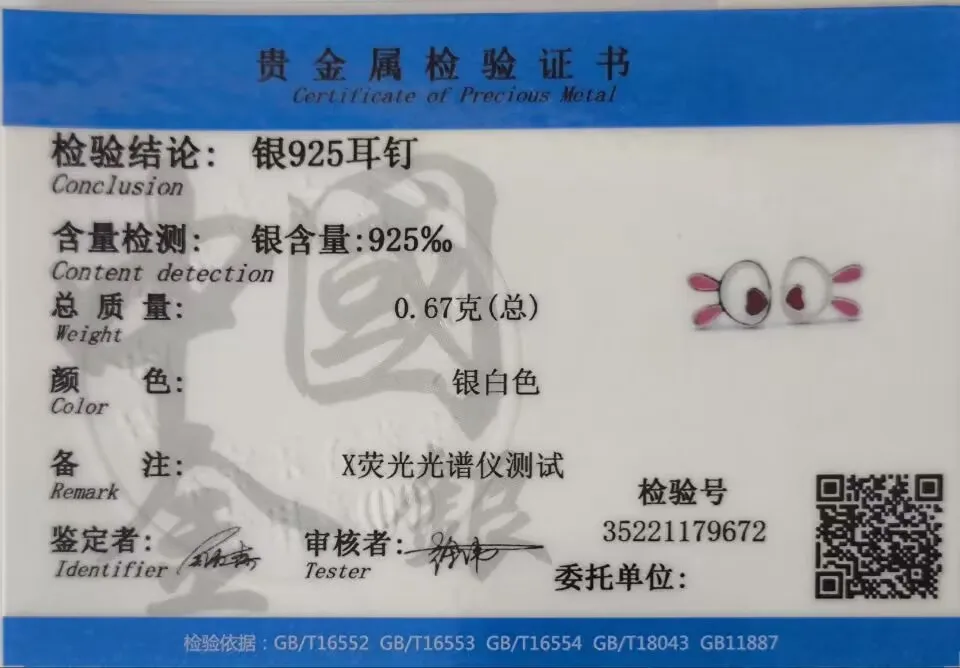 贵金属检验证书
Certificate of Precious Metal
检验结论: 银925耳钉
Conclusion
含量检测: 银含量:925‰
Content detection
总质量: 0.67克(总)
Weight
颜色: 银白色
Color
备注: X荧光光谱仪测试
Remark
检验号
35221179672
鉴定者:
Identifier
审核者:
Tester
委托单位:
检验依据：GB/T16552 GB/T16553 GB/T16554 GB/T18043 GB11887
中國
金銀